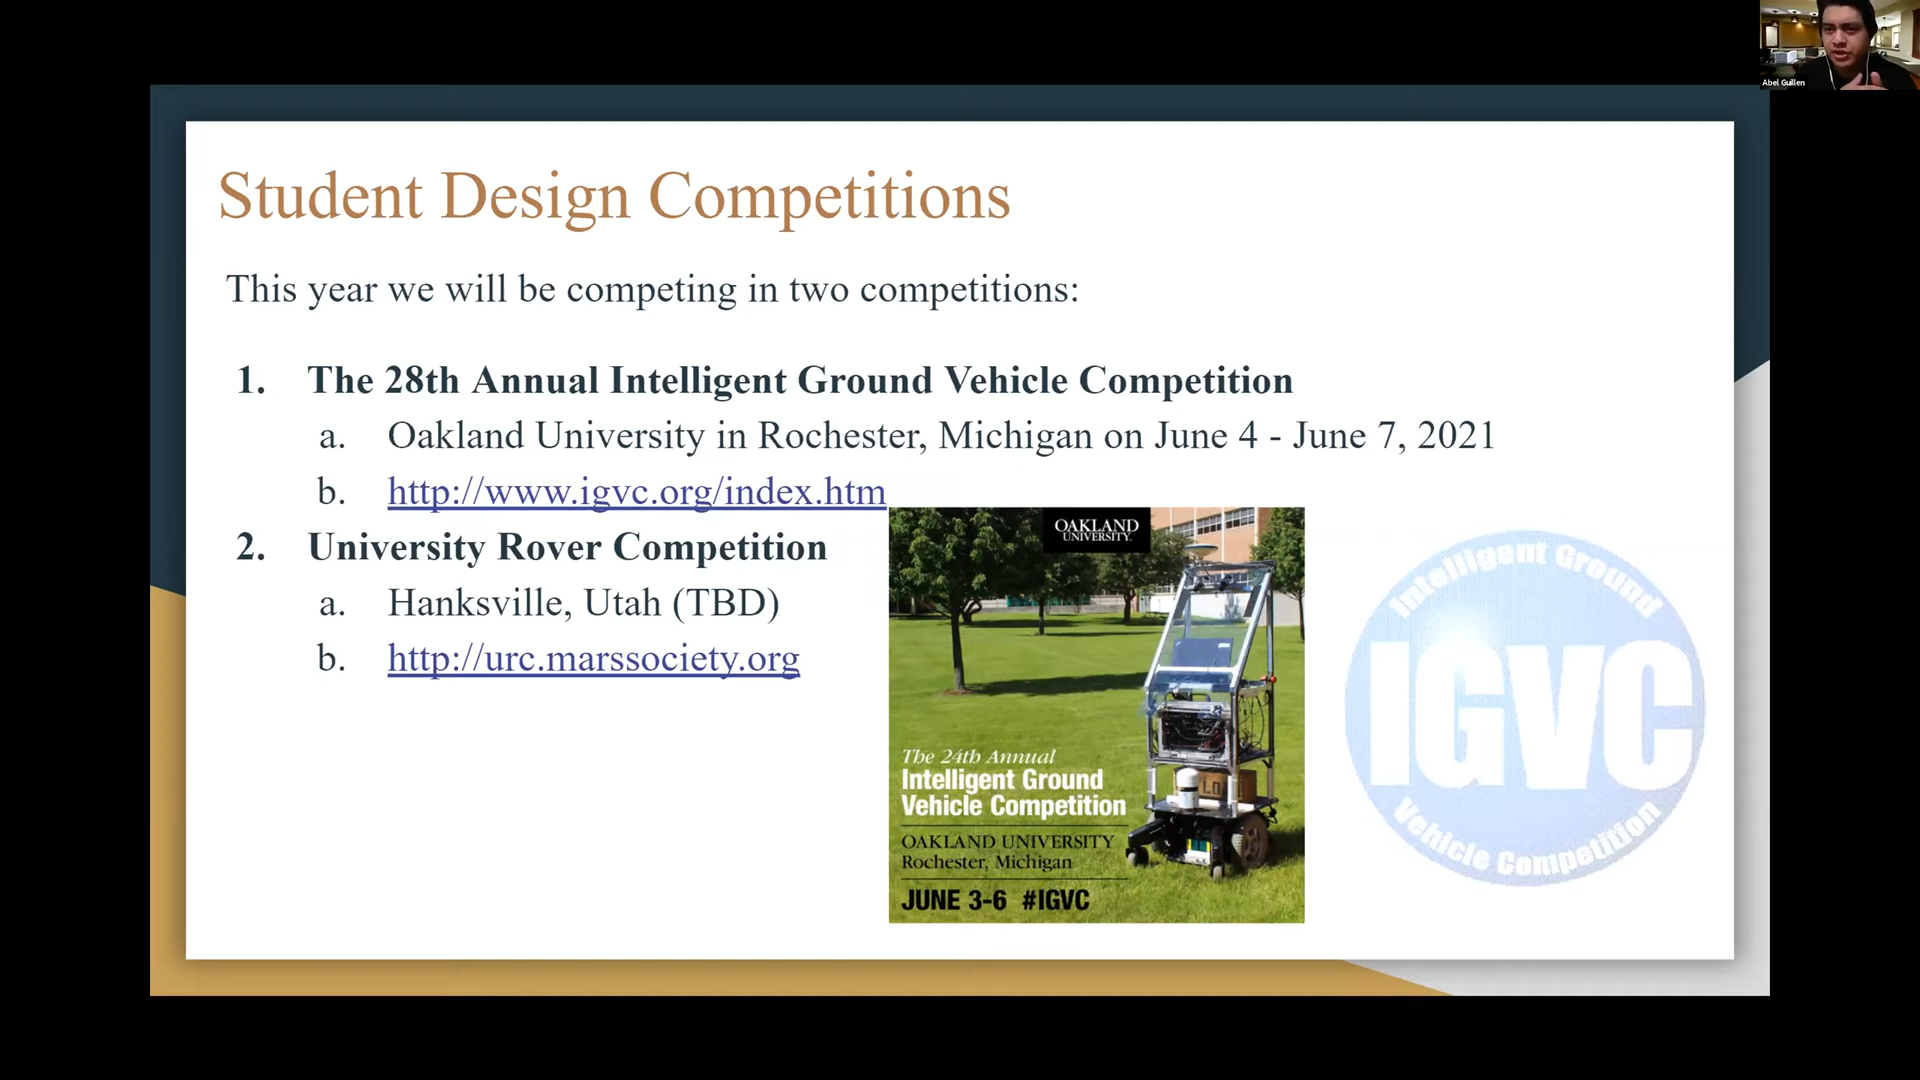 Abel Guillen
Student Design Competitions
This year we will be competing in two competitions:
1. The 28th Annual Intelligent Ground Vehicle Competition
a. Oakland University in Rochester, Michigan on June 4 - June 7, 2021
b. http://www.igvc.org/index.htm
2. University Rover Competition
a. Hanksville, Utah (TBD)
b. http://urc.marssociety.org
OAKLAND
UNIVERSITY.
The 24th Annual
Intelligent Ground
Vehicle Competition
OAKLAND UNIVERSITY
Rochester, Michigan
JUNE 3-6 #IGVC
Intelligent Ground
IGVC
Vehicle Competition